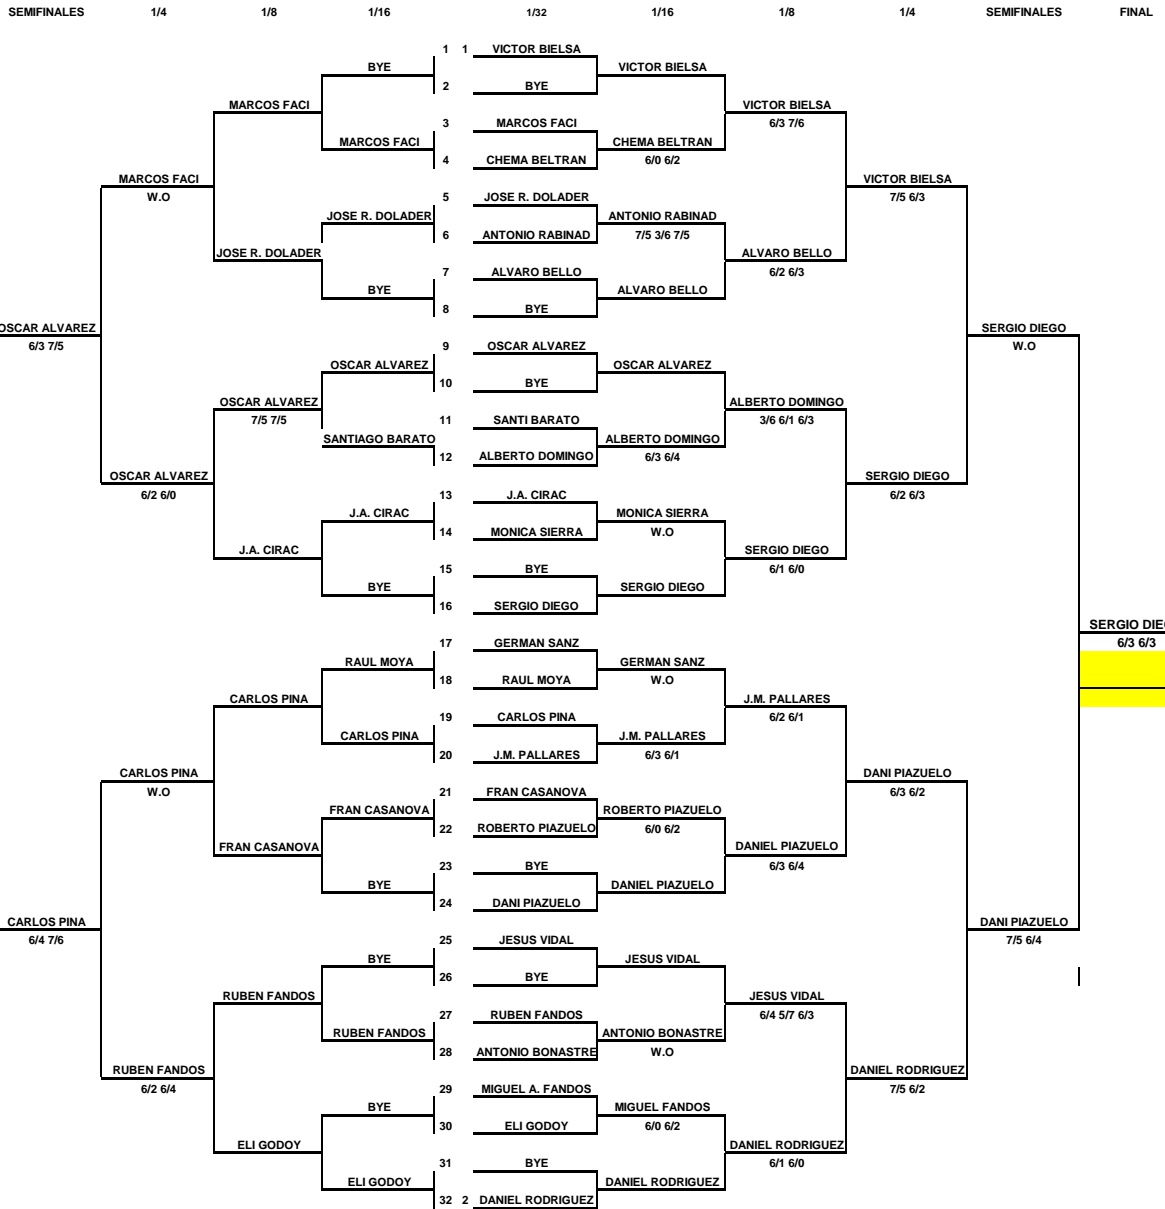 SEMIFINALES 1/4 1/8 1/16 1/32 1/16 1/8 1/4 SEMIFINALES FINAL
1 1 VICTOR BIELSA
BYE VICTOR BIELSA
2 BYE
MARCOS FACI VICTOR BIELSA
3 MARCOS FACI 6/3 7/6
MARCOS FACI CHEMA BELTRAN
4 CHEMA BELTRAN 6/0 6/2
MARCOS FACI VICTOR BIELSA
W.O 5 JOSE R. DOLADER 7/5 6/3
JOSE R. DOLADER ANTONIO RABINAD
6 ANTONIO RABINAD 7/5 3/6 7/5
JOSE R. DOLADER ALVARO BELLO
7 ALVARO BELLO 6/2 6/3
BYE ALVARO BELLO
8 BYE
OSCAR ALVAREZ SERGIO DIEGO
6/3 7/5 9 OSCAR ALVAREZ W.O
OSCAR ALVAREZ OSCAR ALVAREZ
10 BYE
OSCAR ALVAREZ ALBERTO DOMINGO
7/5 7/5 11 SANTI BARATO 3/6 6/1 6/3
SANTIAGO BARATO ALBERTO DOMINGO
12 ALBERTO DOMINGO 6/3 6/4
OSCAR ALVAREZ SERGIO DIEGO
6/2 6/0 13 J.A. CIRAC 6/2 6/3
J.A. CIRAC MONICA SIERRA
14 MONICA SIERRA W.O
J.A. CIRAC SERGIO DIEGO
15 BYE 6/1 6/0
BYE SERGIO DIEGO
16 SERGIO DIEGO
SERGIO DIE
17 GERMAN SANZ 6/3 6/3
RAUL MOYA GERMAN SANZ
18 RAUL MOYA W.O
CARLOS PINA J.M. PALLARES
19 CARLOS PINA 6/2 6/1
CARLOS PINA J.M. PALLARES
20 J.M. PALLARES 6/3 6/1
CARLOS PINA DANI PIAZUELO
W.O 21 FRAN CASANOVA 6/3 6/2
FRAN CASANOVA ROBERTO PIAZUELO
22 ROBERTO PIAZUELO 6/0 6/2
FRAN CASANOVA DANIEL PIAZUELO
23 BYE 6/3 6/4
BYE DANIEL PIAZUELO
24 DANI PIAZUELO
CARLOS PINA DANI PIAZUELO
6/4 7/6 25 JESUS VIDAL 7/5 6/4
BYE JESUS VIDAL
26 BYE
RUBEN FANDOS JESUS VIDAL
27 RUBEN FANDOS 6/4 5/7 6/3
RUBEN FANDOS ANTONIO BONASTRE
28 ANTONIO BONASTRE W.O
RUBEN FANDOS DANIEL RODRIGUEZ
6/2 6/4 29 MIGUEL A. FANDOS 7/5 6/2
BYE MIGUEL FANDOS
30 ELI GODOY 6/0 6/2
ELI GODOY DANIEL RODRIGUEZ
31 BYE 6/1 6/0
ELI GODOY DANIEL RODRIGUEZ
32 2 DANIEL RODRIGUEZ